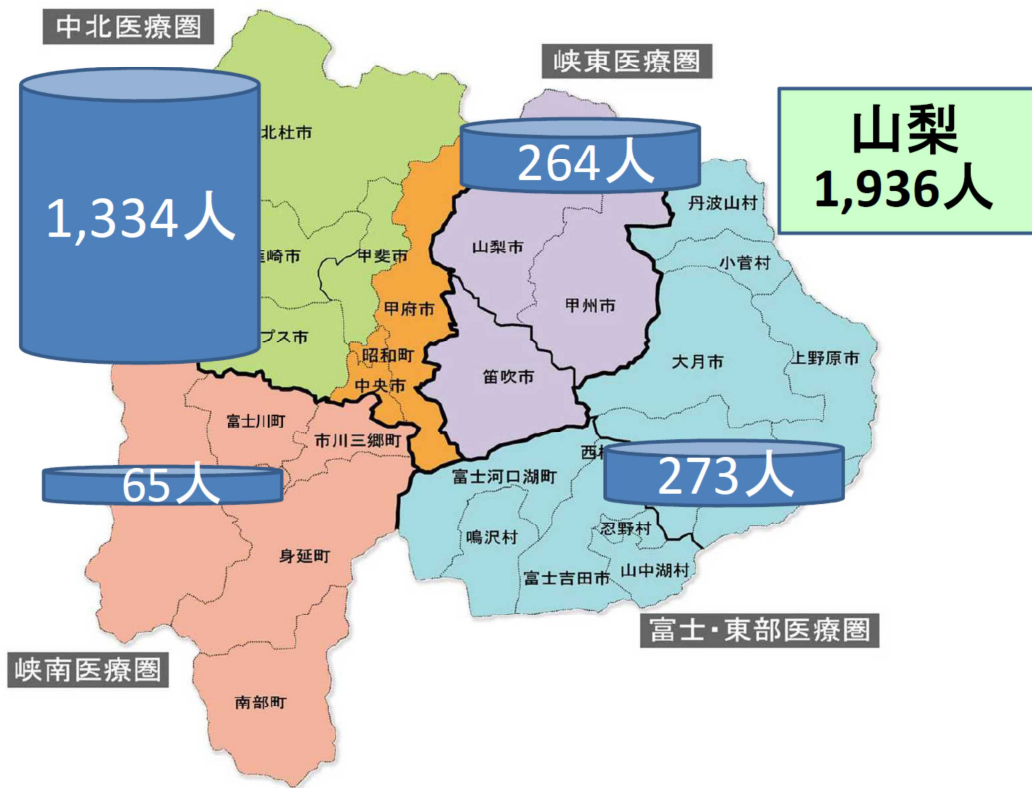 中北医療圏
峡東医療圏
山梨
1,936人
北杜市
264人
1,334人
丹波山村
山梨市
小菅村
崎市
甲斐市
甲府市
甲州市
プス市
昭和町
中央市
笛吹市
大月市
上野原市
富士川町
市川三郷町
65人
富士河口湖町
西
273人
鳴沢村
忍野村
身延町
富士吉田市
山中湖村
富士・東部医療圏
峡南医療圏
南部町